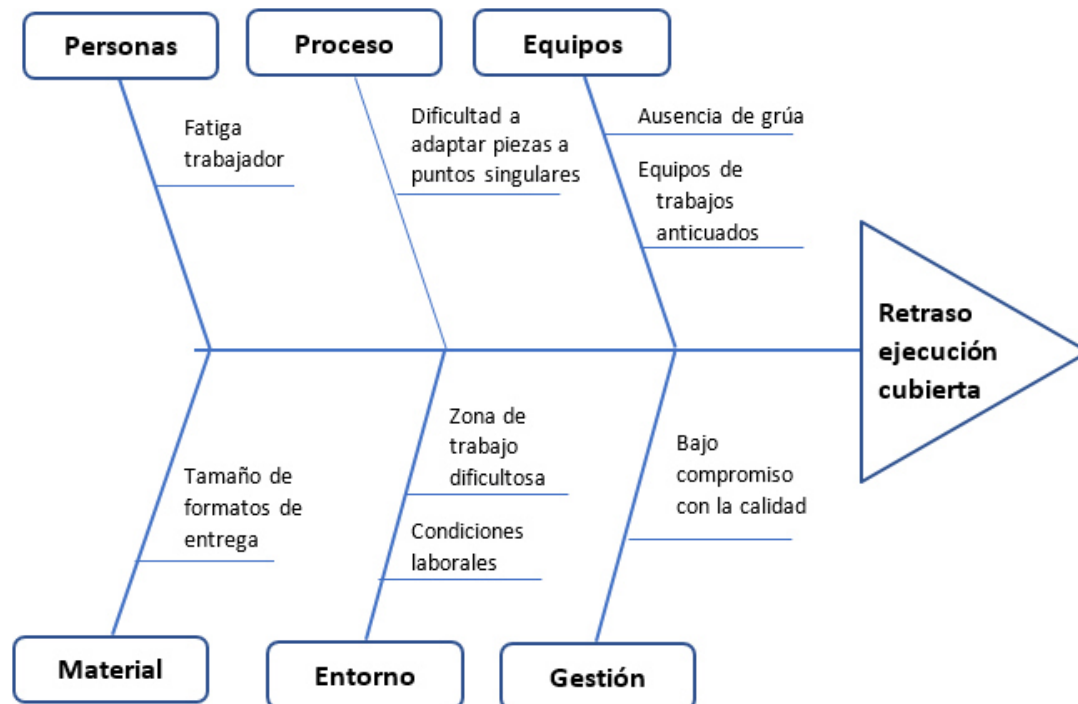 Personas
Proceso
Equipos
Fatiga
trabajador
Dificultad a
adaptar piezas a
puntos singulares
Ausencia de grúa
Equipos de
trabajos
anticuados
Retraso
ejecución
cubierta
Tamaño de
formatos de
entrega
Zona de
trabajo
dificultosa
Condiciones
laborales
Bajo
compromiso
con la calidad
Material
Entorno
Gestión